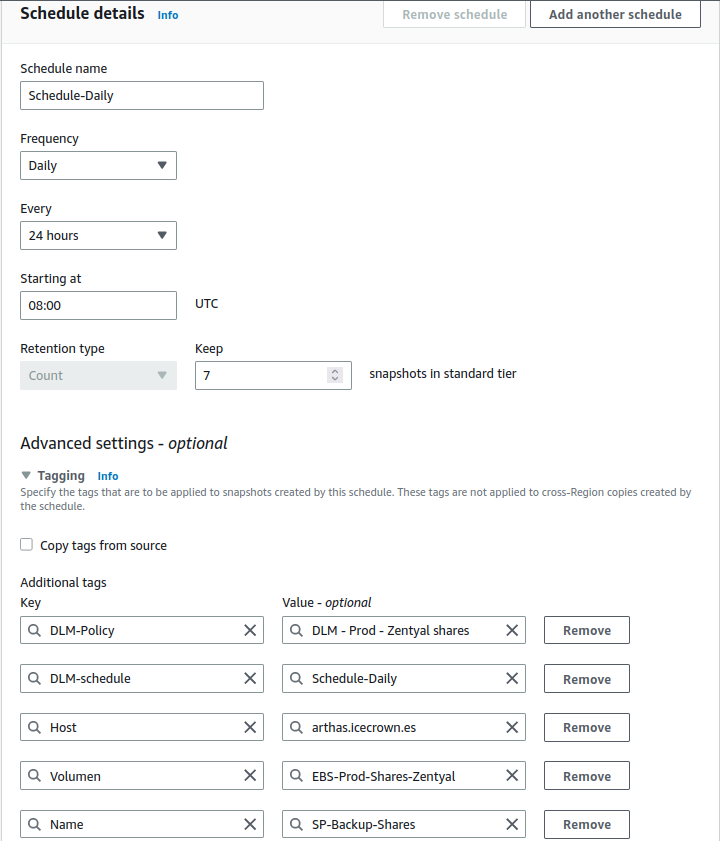 Schedule details Info Remove schedule Add another schedule
Schedule name
Schedule-Daily
Frequency
Daily
Every
24 hours
Starting at
08:00 UTC
Retention type Keep
Count 7 snapshots in standard tier
Advanced settings - optional
Tagging Info
Specify the tags that are to be applied to snapshots created by this schedule. These tags are not applied to cross-Region copies created by
the schedule.
Copy tags from source
Additional tags
Key Value - optional
DLM-Policy DLM - Prod - Zentyal shares Remove
DLM-schedule Schedule-Daily Remove
Host arthas.icecrown.es Remove
Volumen EBS-Prod-Shares-Zentyal Remove
Name SP-Backup-Shares Remove